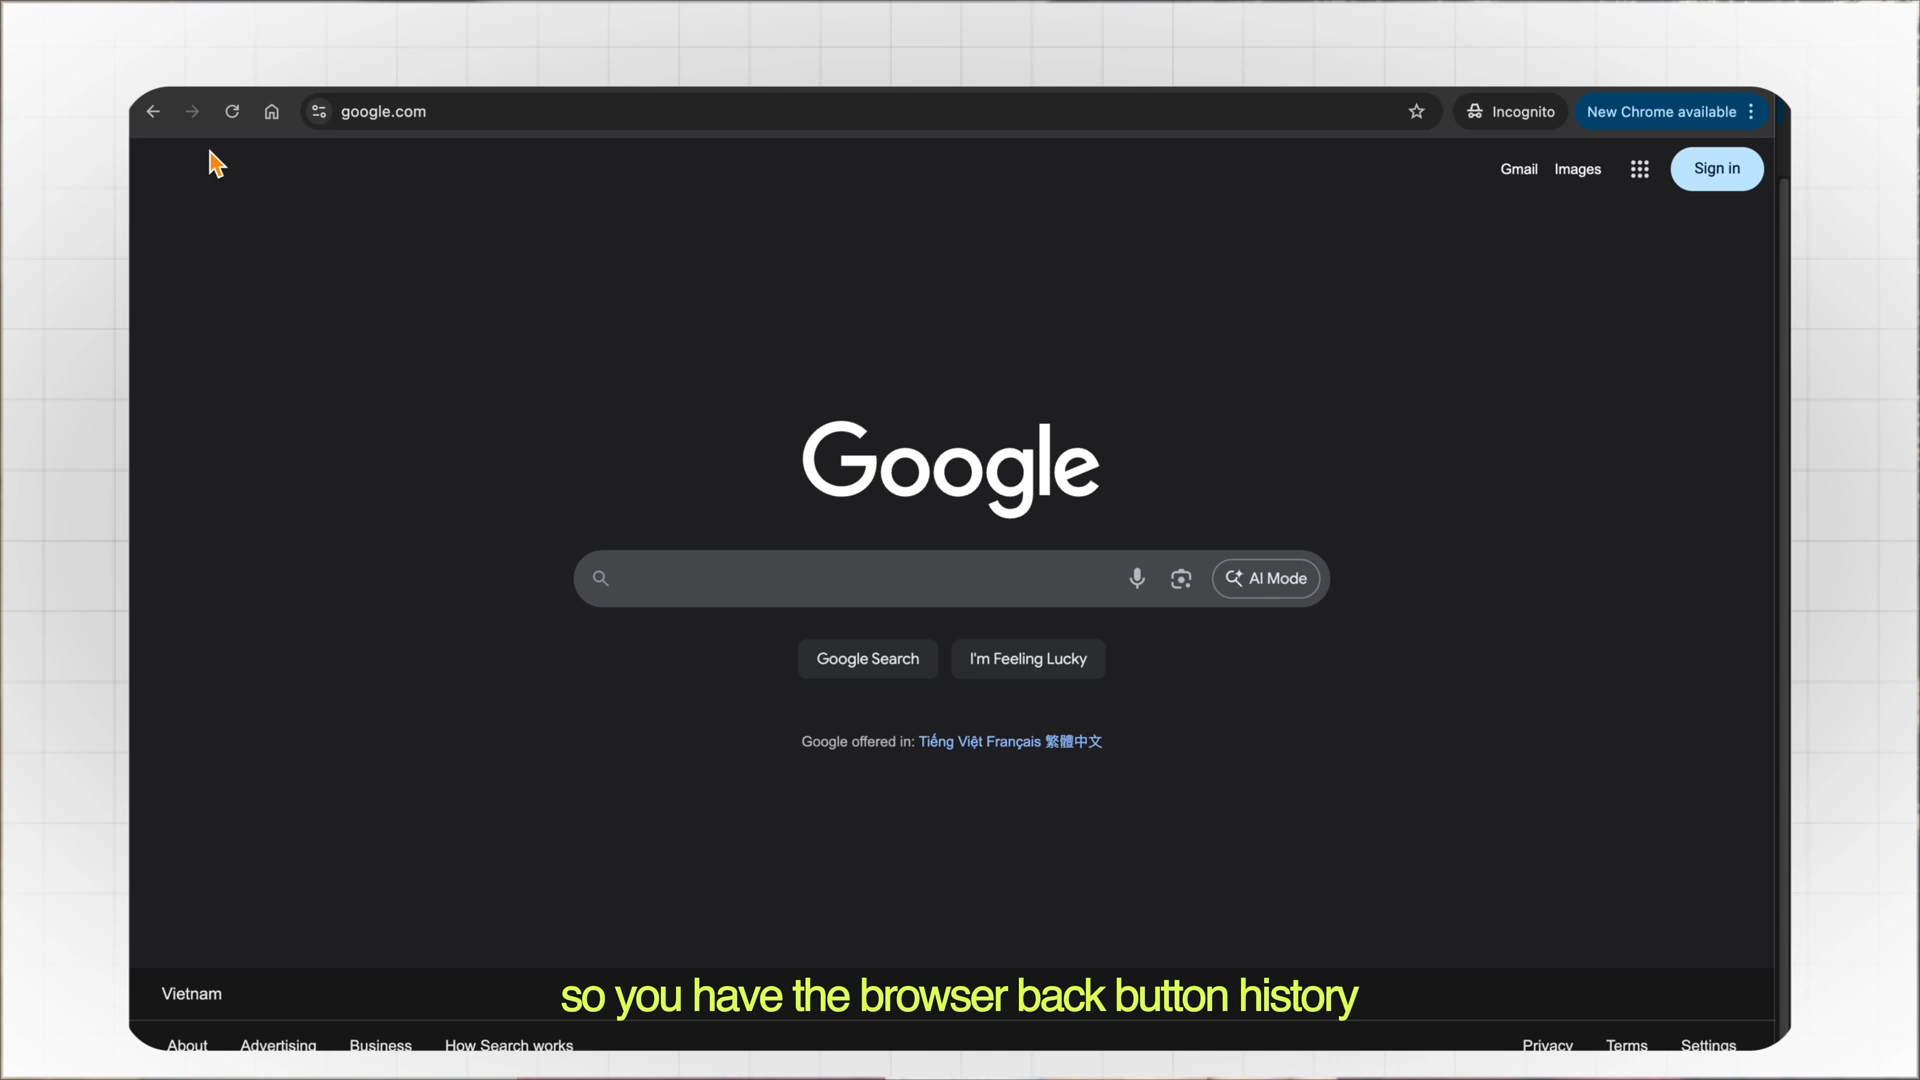 google.com
Incognito
New Chrome available
Gmail Images
Sign in
Google
AI Mode
Google Search
I'm Feeling Lucky
Google offered in: Tiếng Việt Français 繁體中文
Vietnam
so you have the browser back button history
About Advertising Business How Search works
Privacy Terms Settings